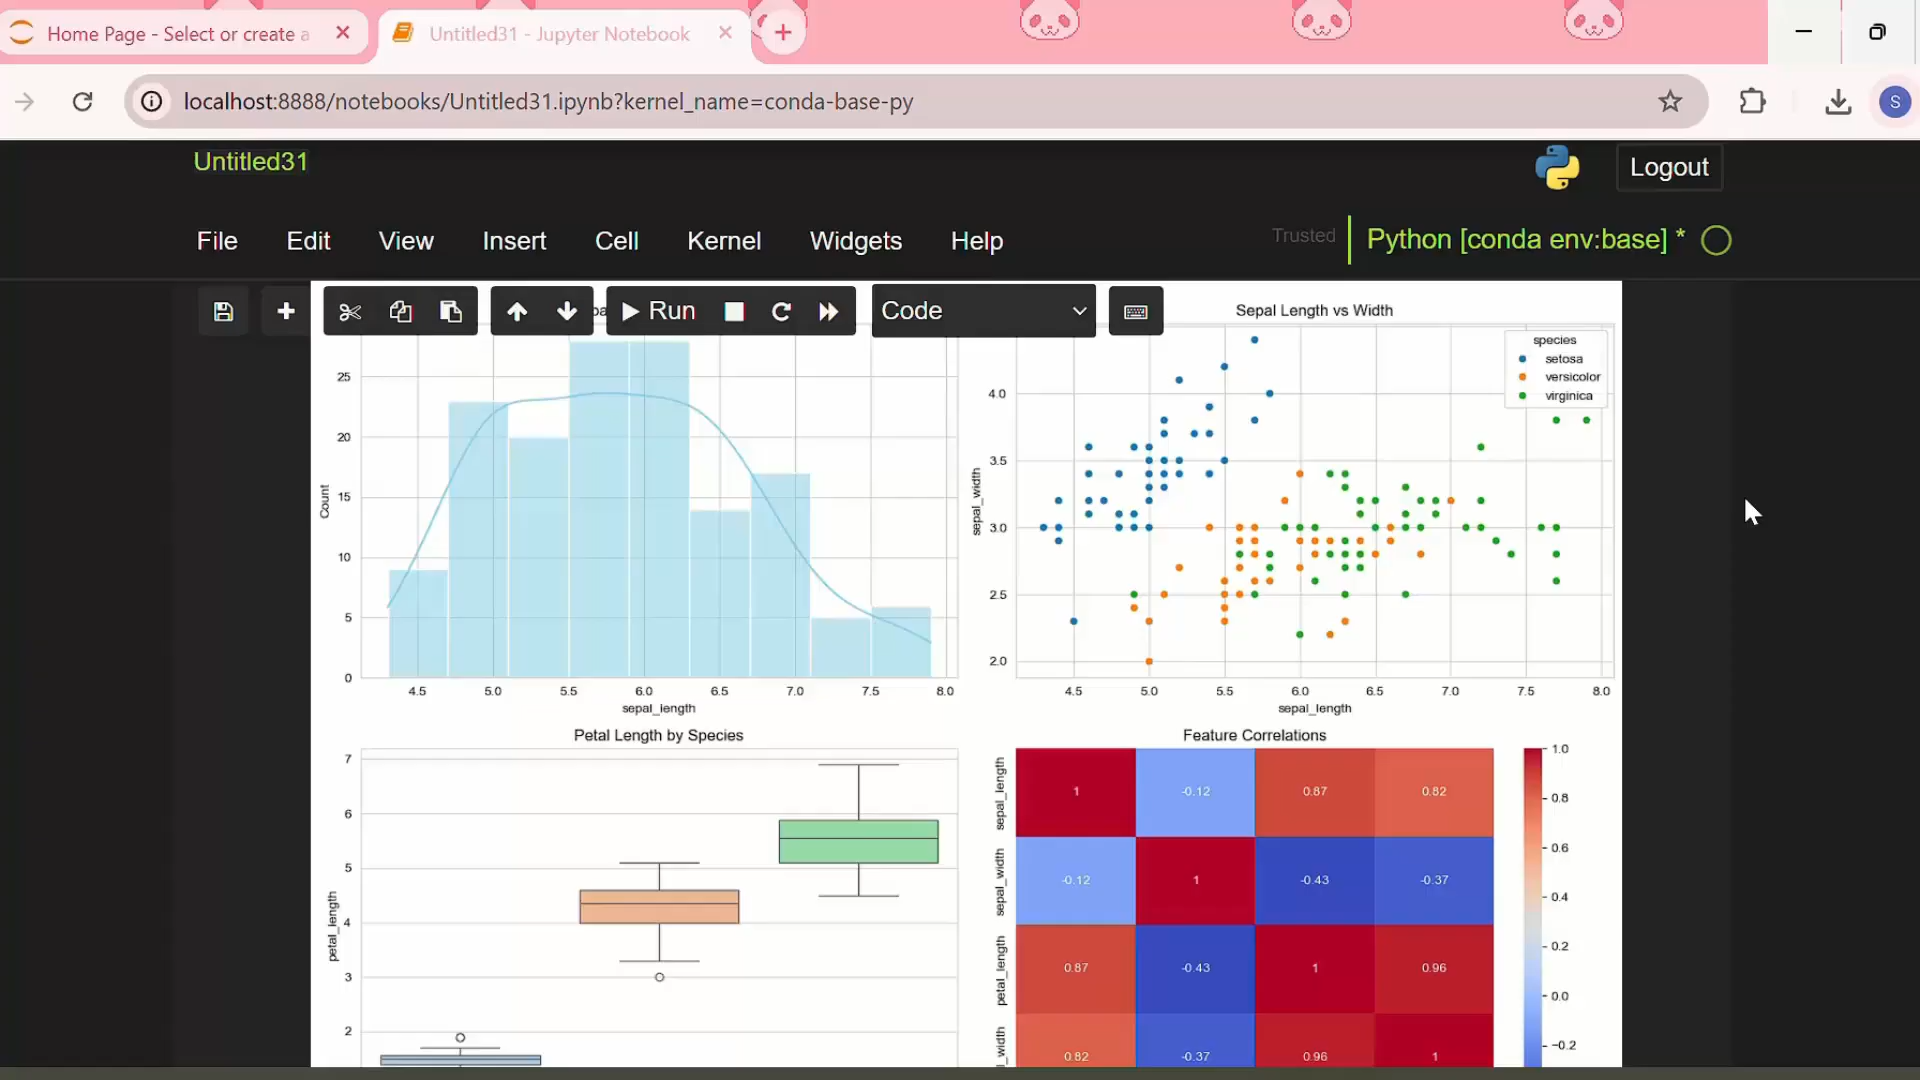 Home Page - Select or create a
Untitled31 - Jupyter Notebook
localhost:8888/notebooks/Untitled31.ipynb?kernel_name=conda-base-py
S
Untitled31
Logout
File Edit View Insert Cell Kernel Widgets Help
Trusted
Python [conda env:base] *
Run
Code
Sepal Length vs Width
species
setosa
versicolor
virginica
25
20
15
10
5
0
Count
4.5 5.0 5.5 6.0 6.5 7.0 7.5 8.0
sepal_length
4.0
3.5
3.0
2.5
2.0
sepal_width
4.5 5.0 5.5 6.0 6.5 7.0 7.5 8.0
sepal_length
Petal Length by Species
7
6
5
4
3
2
petal_length
Feature Correlations
sepal_length
1 -0.12 0.87 0.82
sepal_width
-0.12 1 -0.43 -0.37
petal_length
0.87 -0.43 1 0.96
l_width
0.82 -0.37 0.96 1
1.0
0.8
0.6
0.4
0.2
0.0
-0.2